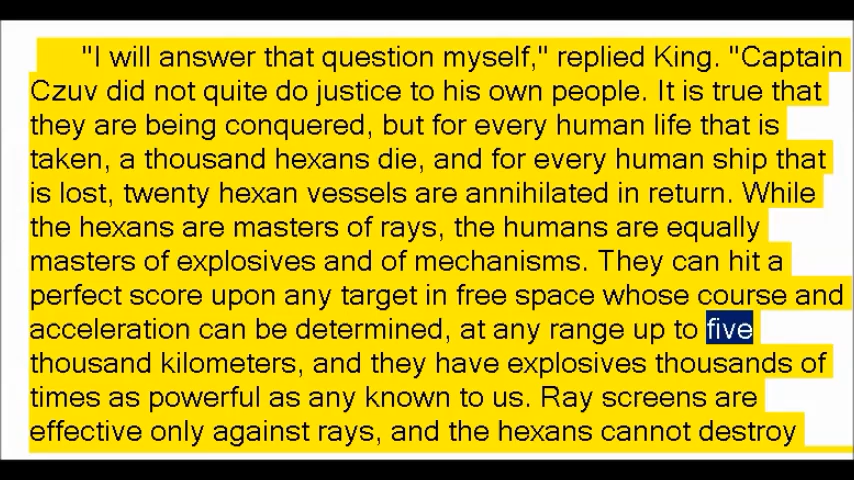 "I will answer that question myself," replied King. "Captain
Czuv did not quite do justice to his own people. It is true that
they are being conquered, but for every human life that is
taken, a thousand hexans die, and for every human ship that
is lost, twenty hexan vessels are annihilated in return. While
the hexans are masters of rays, the humans are equally
masters of explosives and of mechanisms. They can hit a
perfect score upon any target in free space whose course and
acceleration can be determined, at any range up to five
thousand kilometers, and they have explosives thousands of
times as powerful as any known to us. Ray screens are
effective only against rays, and the hexans cannot destroy